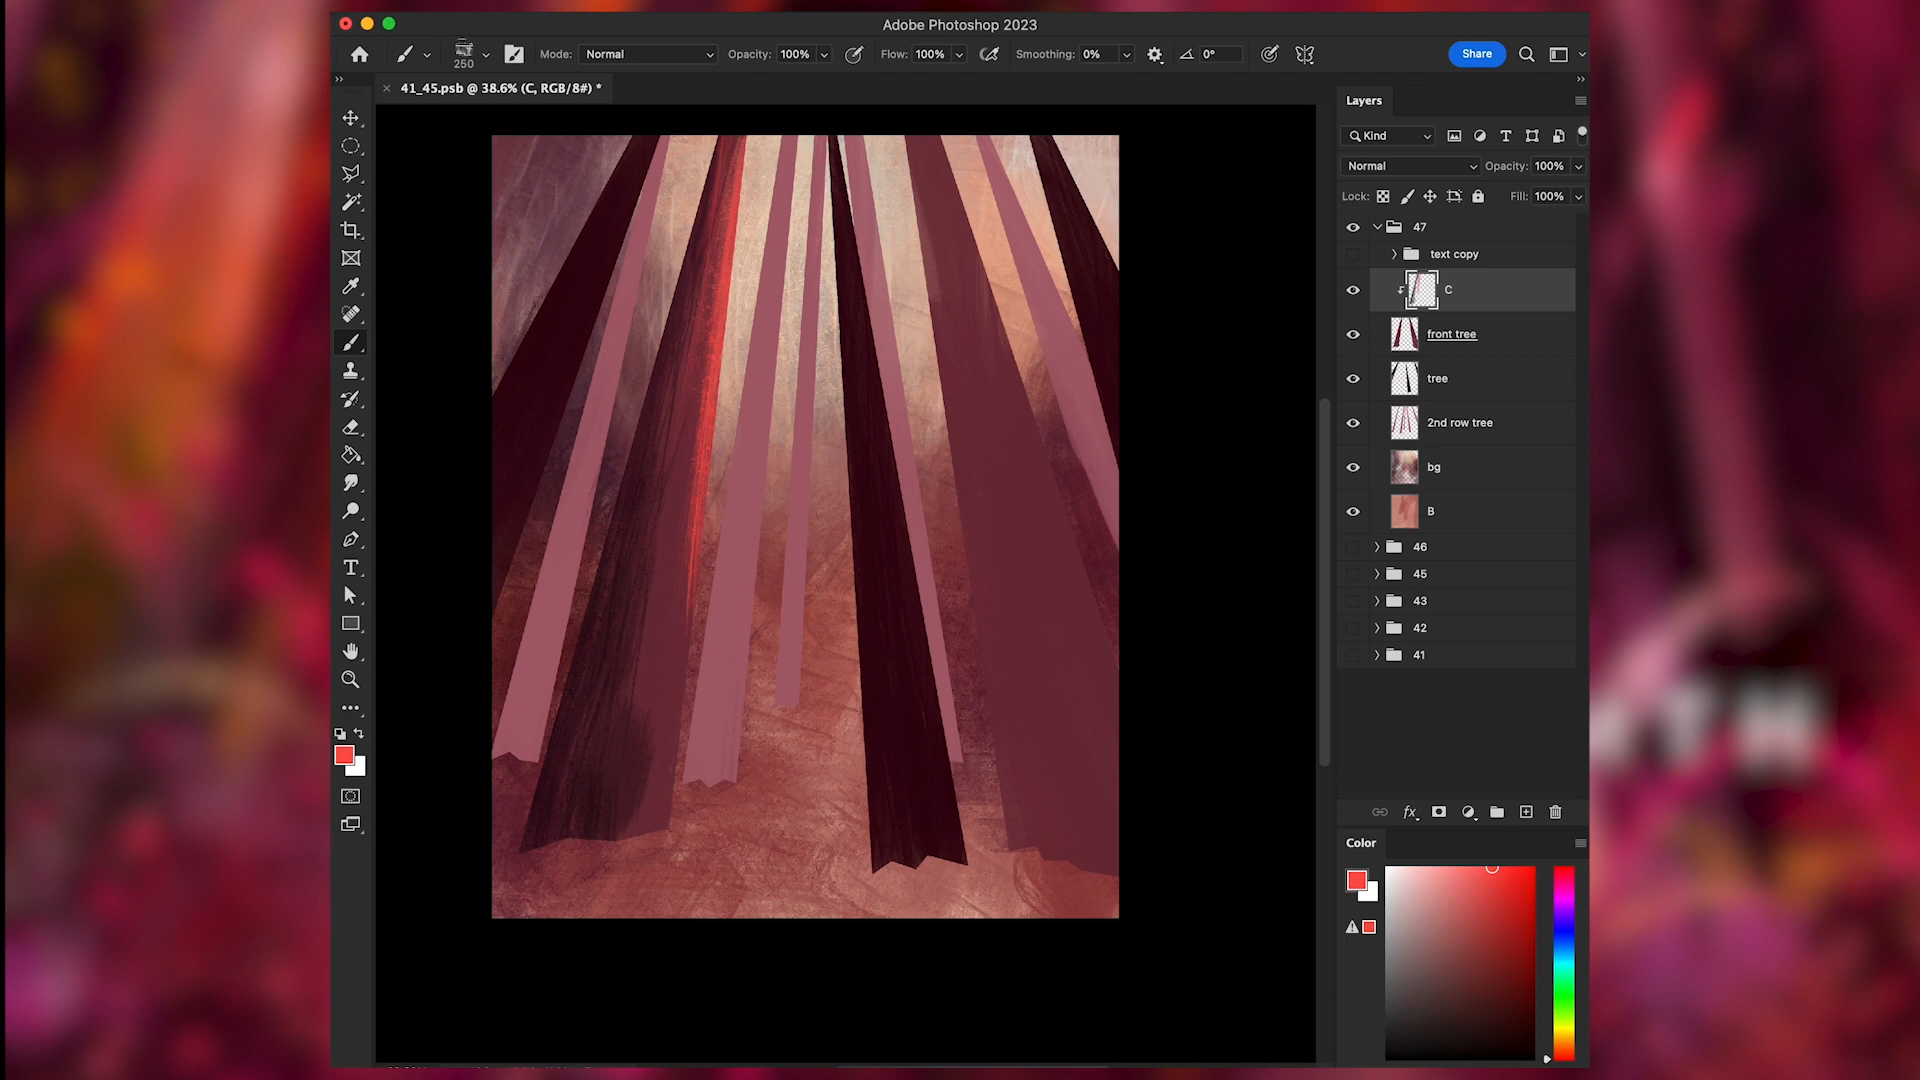 Adobe Photoshop 2023
250
Mode: Normal
Opacity: 100%
Flow: 100%
Smoothing: 0%
0°
Share
41_45.psb @ 38.6% (C, RGB/8#) *
Layers
Kind
Normal
Opacity: 100%
Lock:
Fill: 100%
47
text copy
C
front tree
tree
2nd row tree
bg
B
46
45
43
42
41
fx
Color